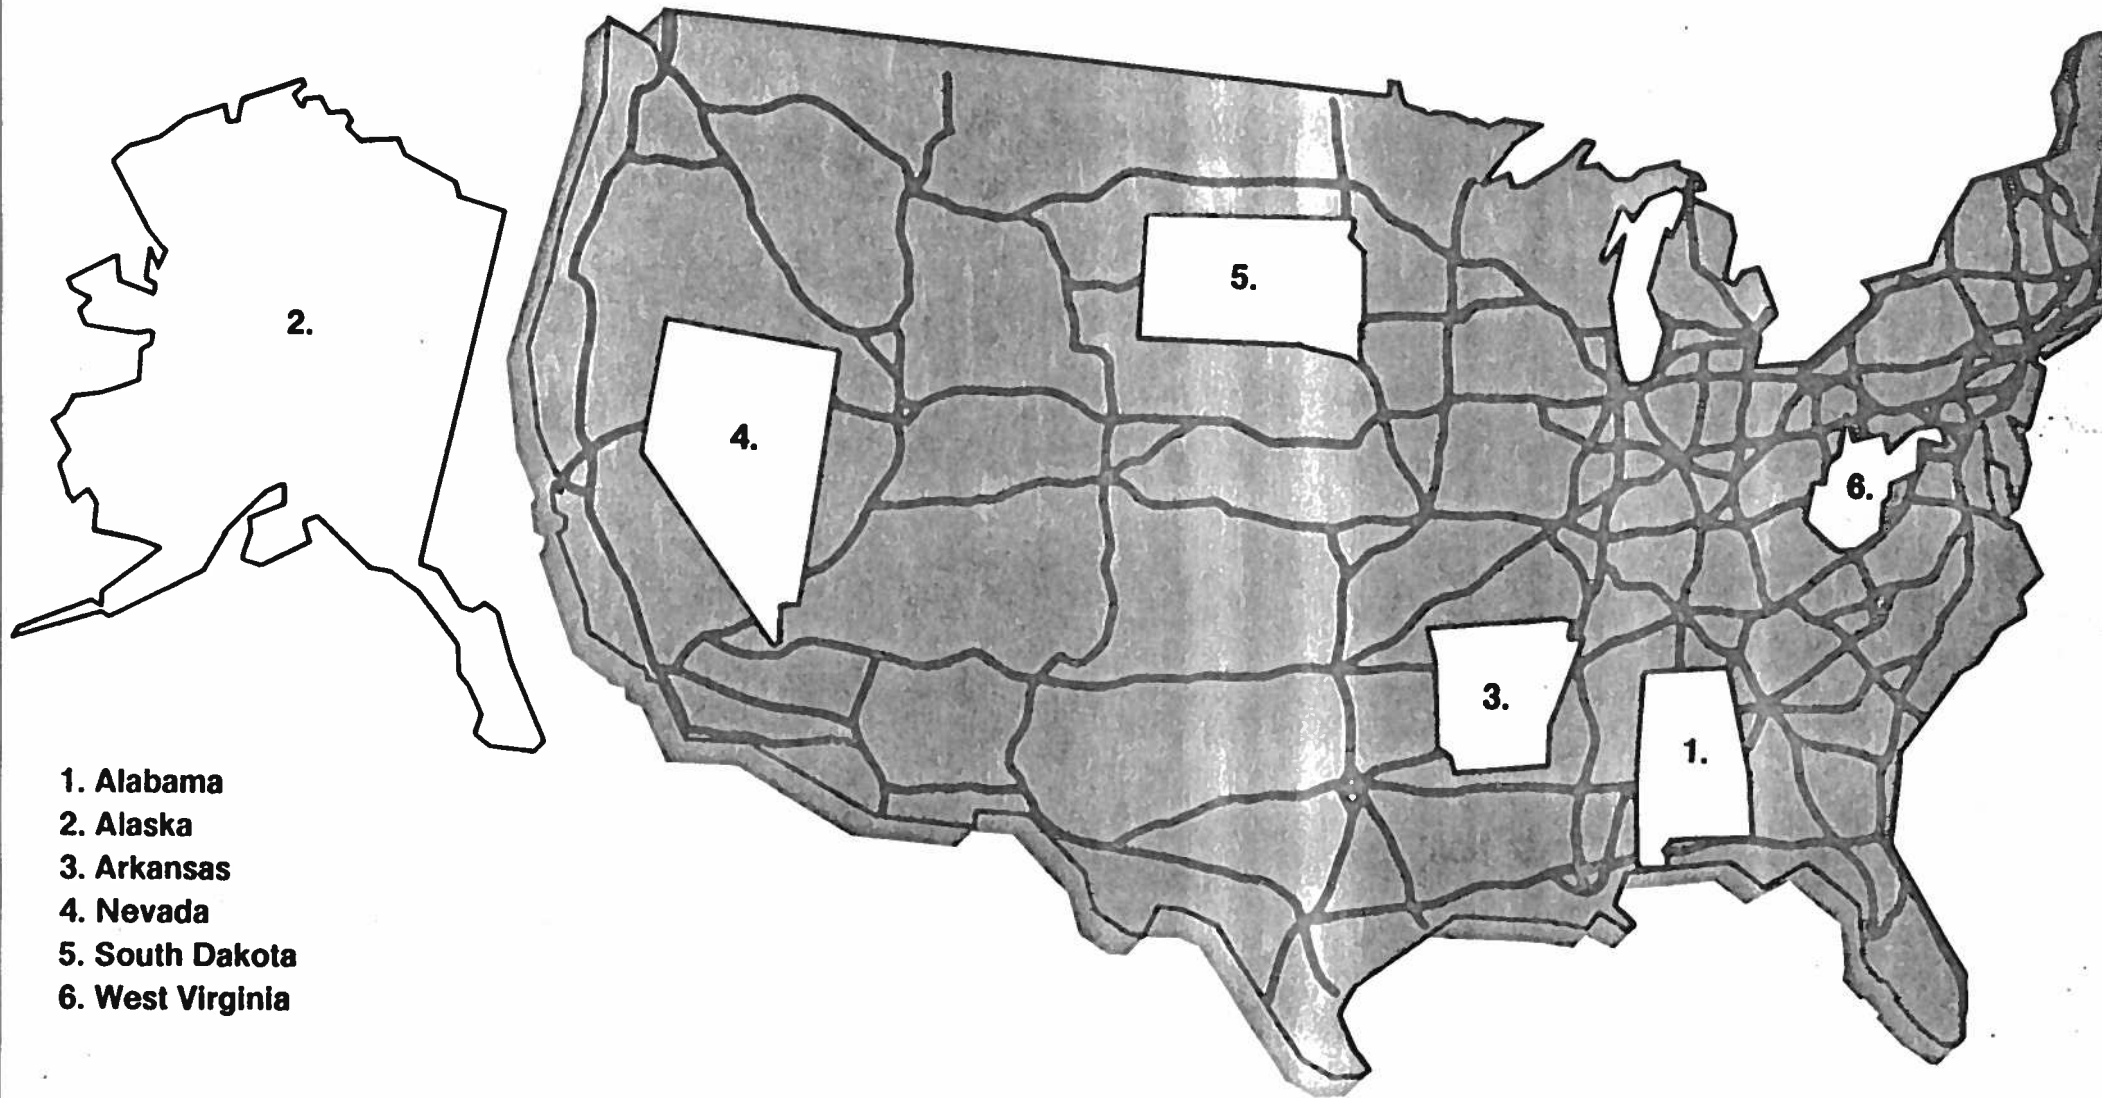 2.
5.
4.
6.
3.
1.
1. Alabama
2. Alaska
3. Arkansas
4. Nevada
5. South Dakota
6. West Virginia